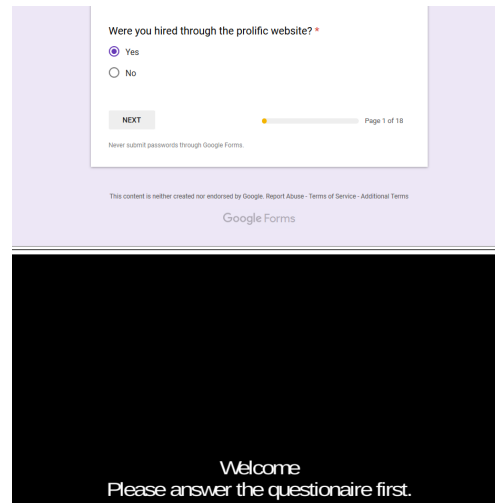 Were you hired through the prolific website? *
Yes
No
NEXT
Page 1 of 18
Never submit passwords through Google Forms.
This content is neither created nor endorsed by Google. Report Abuse - Terms of Service - Additional Terms
Google Forms
Welcome
Please answer the questionaire first.